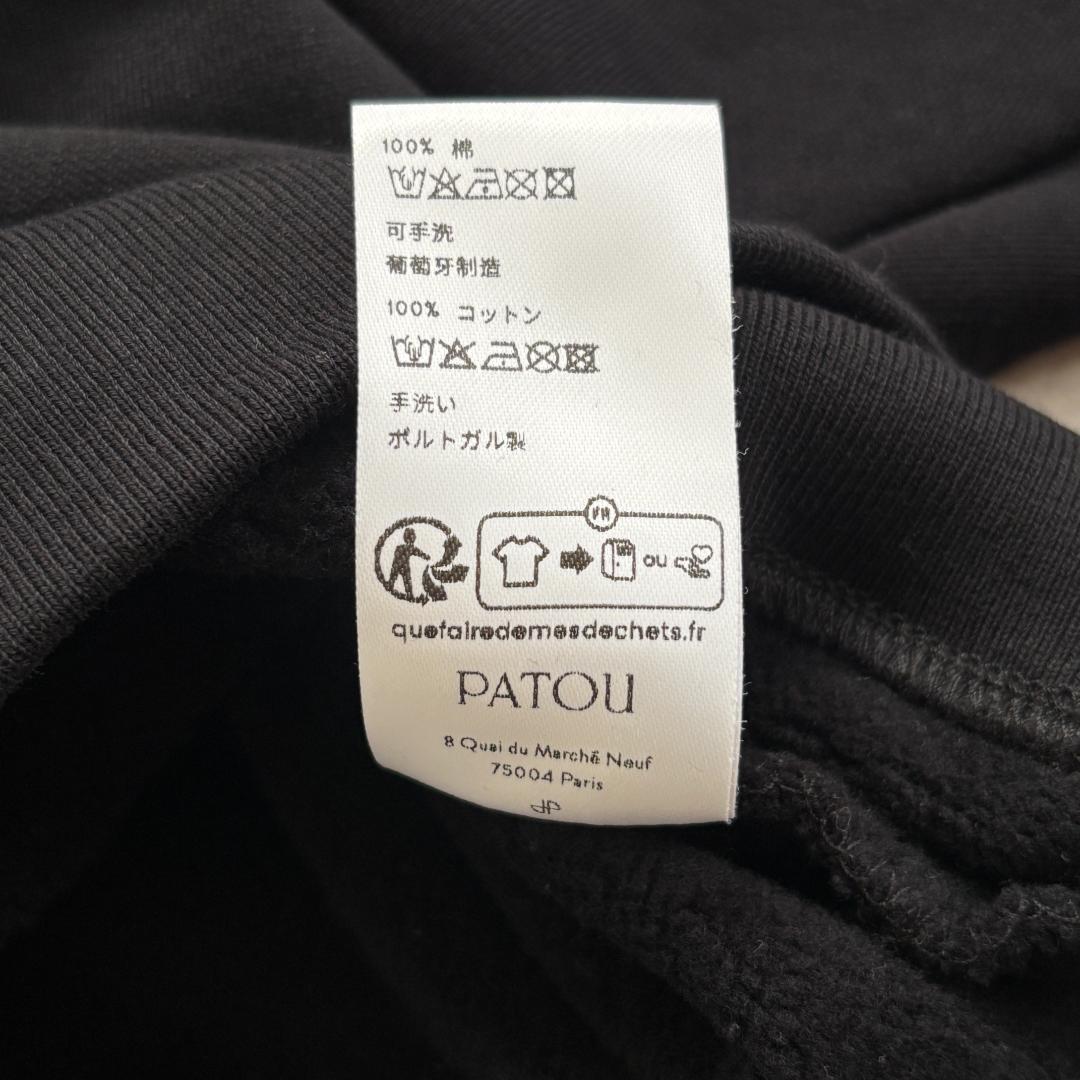 100% 棉
可手洗
葡萄牙制造
100% コットン
手洗い
ポルトガル製
FR
ou
quefairedemesdechets.fr
PATOU
8 Quai du Marché Neuf
75004 Paris
JP